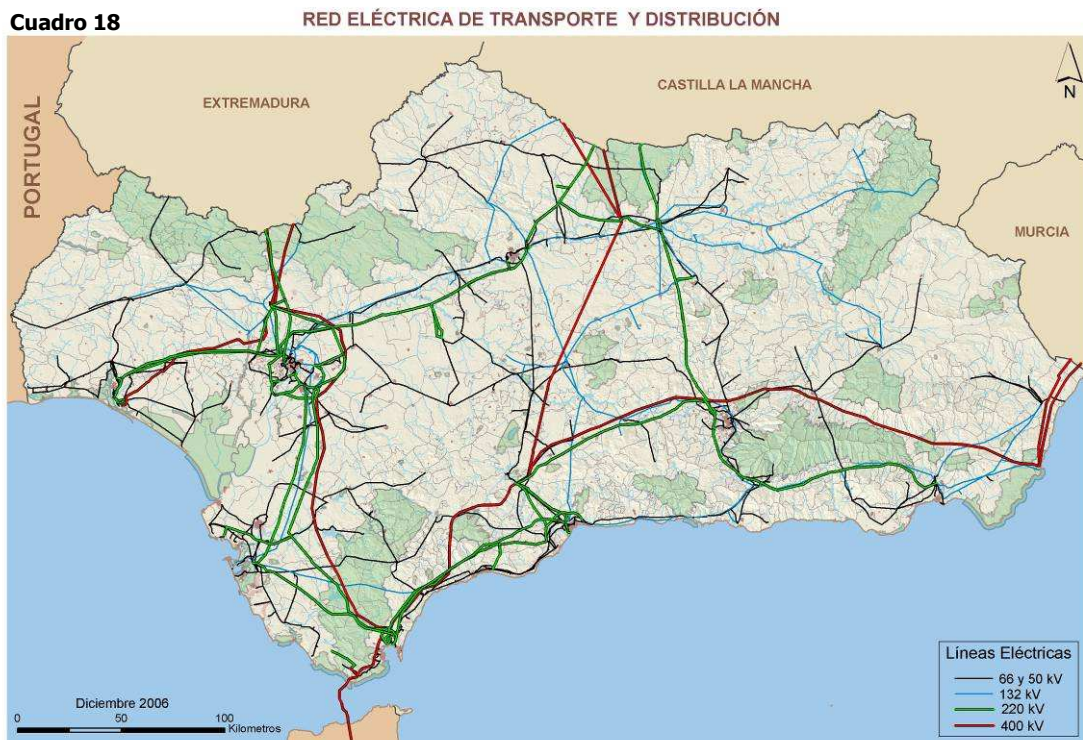 Cuadro 18
RED ELÉCTRICA DE TRANSPORTE Y DISTRIBUCIÓN
EXTREMADURA
CASTILLA LA MANCHA
N
PORTUGAL
MURCIA
Líneas Eléctricas
66 y 50 kV
132 kV
220 kV
400 kV
Diciembre 2006
0 50 100
Kilometros